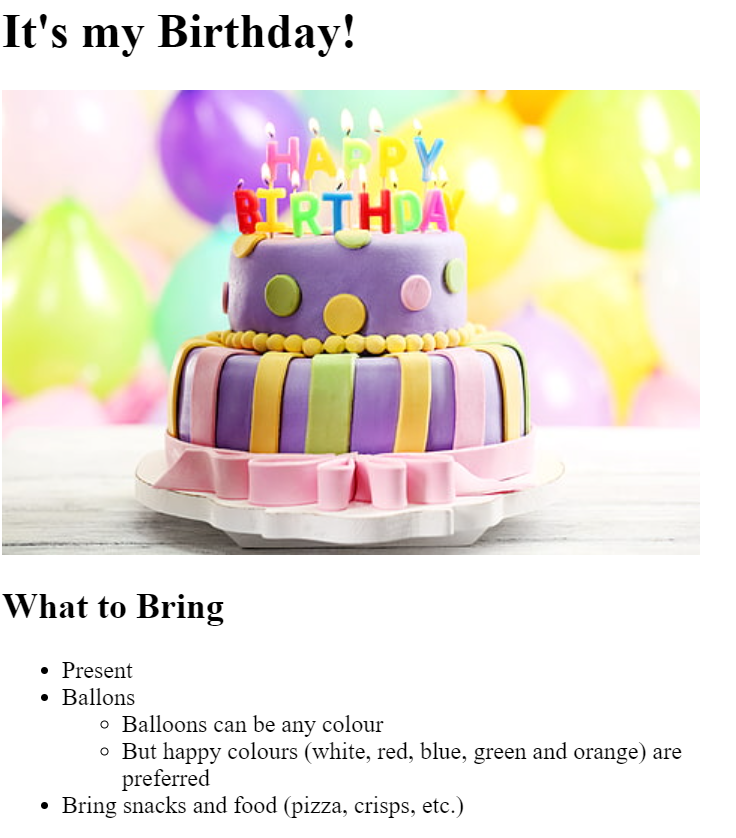 It's my Birthday!
HAPPY
BIRTHDAY
What to Bring
Present
Ballons
Balloons can be any colour
But happy colours (white, red, blue, green and orange) are
preferred
Bring snacks and food (pizza, crisps, etc.)